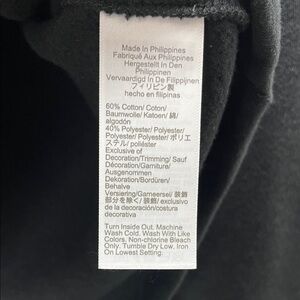 Made In Philippines
Fabriqué Aux Philippines
Hergestellt In Den
Philippinen
Vervaardigd In De Filippijnen
フィリピン製
hecho en filipinas
60% Cotton/ Coton/
Baumwolle/ Katoen/ 綿/
algodón
40% Polyester/ Polyester/
Polyester/ Polyester/ ポリエ
ステル/ poliéster
Exclusive of
Decoration/Trimming/ Sauf
Décoration/Garniture/
Ausgenommen
Dekoration/Bordüren/
Behalve
Versiering/Garneersel/ 装飾
部分を除く/ 装飾/ exclusivo
de la decoración/costura
decorativa
Turn Inside Out. Machine
Wash Cold. Wash With Like
Colors. Non-chlorine Bleach
Only. Tumble Dry Low. Iron
On Lowest Setting.